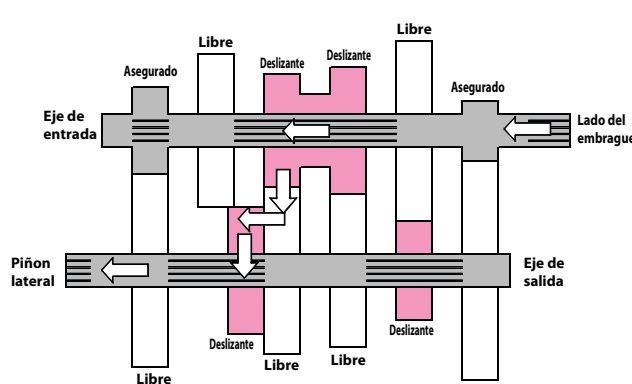 Libre
Libre
Deslizante
Deslizante
Asegurado
Asegurado
Eje de
entrada
Lado del
embrague
Piñon
lateral
Eje de
salida
Deslizante
Deslizante
Libre
Libre
Libre